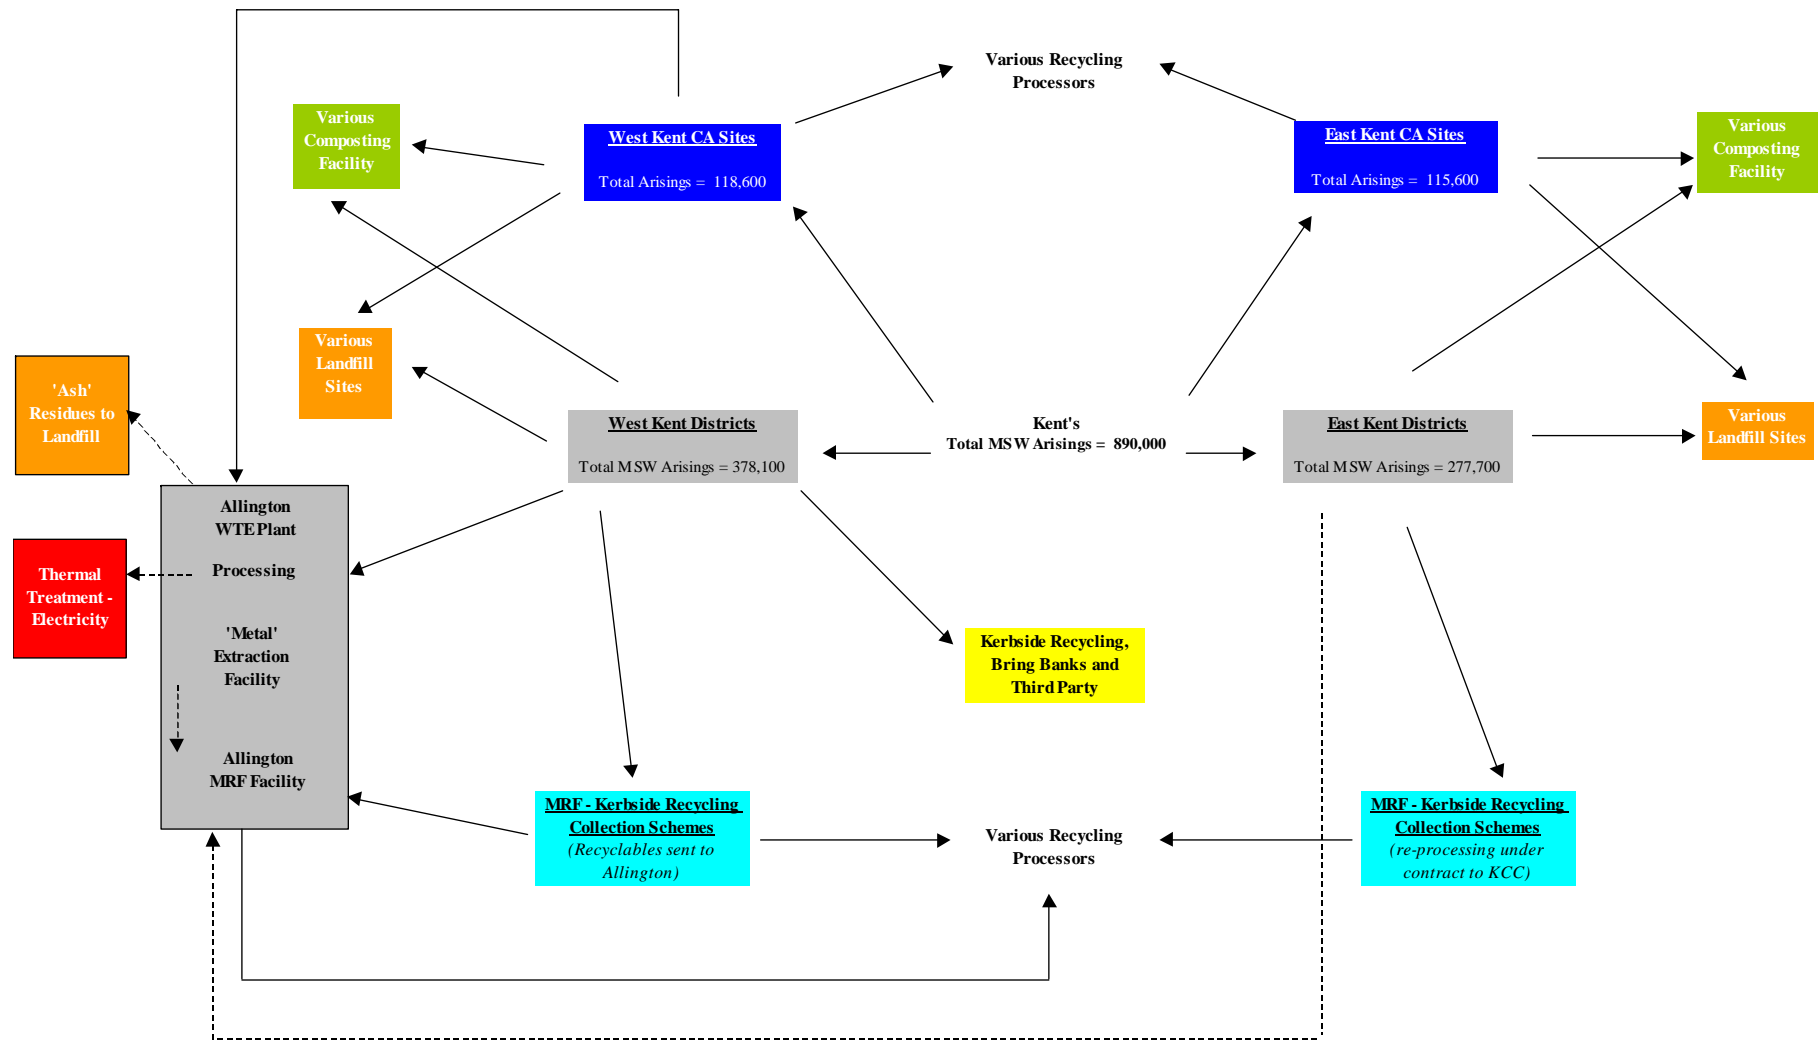 Various Recycling
Processors
Various
Composting
Facility
West Kent CA Sites
Total Arisings = 118,600
East Kent CA Sites
Total Arisings = 115,600
Various
Composting
Facility
Various
Landfill
Sites
'Ash'
Residues to
Landfill
West Kent Districts
Total MSW Arisings = 378,100
Kent's
Total MSW Arisings = 890,000
East Kent Districts
Total MSW Arisings = 277,700
Various
Landfill Sites
Allington
WTE Plant
Processing
'Metal'
Extraction
Facility
Allington
MRF Facility
Thermal
Treatment -
Electricity
Kerbside Recycling,
Bring Banks and
Third Party
MRF - Kerbside Recycling
Collection Schemes
(Recyclables sent to
Allington)
Various Recycling
Processors
MRF - Kerbside Recycling
Collection Schemes
(re-processing under
contract to KCC)